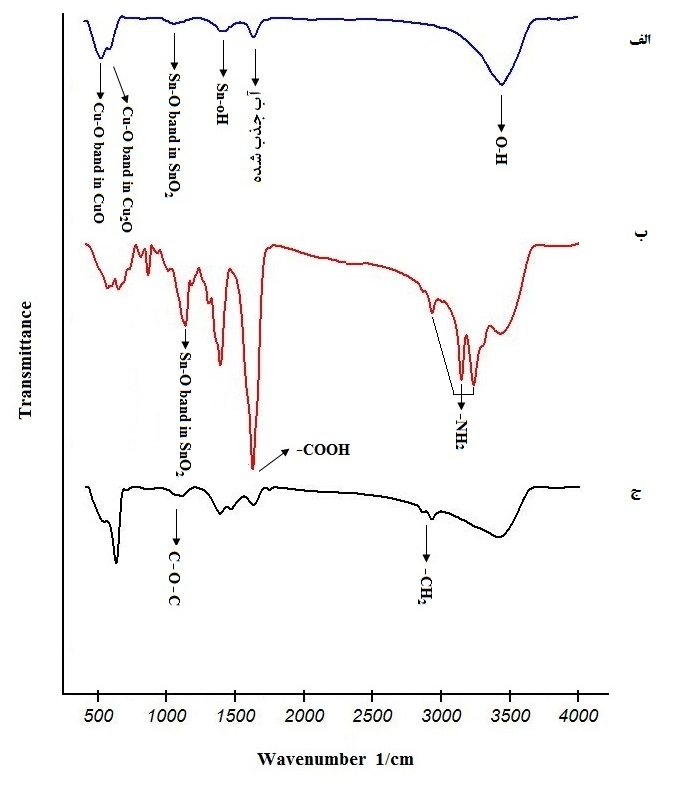 الف
Cu-O band in CuO
Cu-O band in Cu₂O
Sn-O band in SnO₂
Sn-oH
آب جذب شده
O-H
ب
Sn-O band in SnO₂
-COOH
-NH₂
ج
C-O-C
-CH₂
Transmittance
500 1000 1500 2000 2500 3000 3500 4000
Wavenumber 1/cm